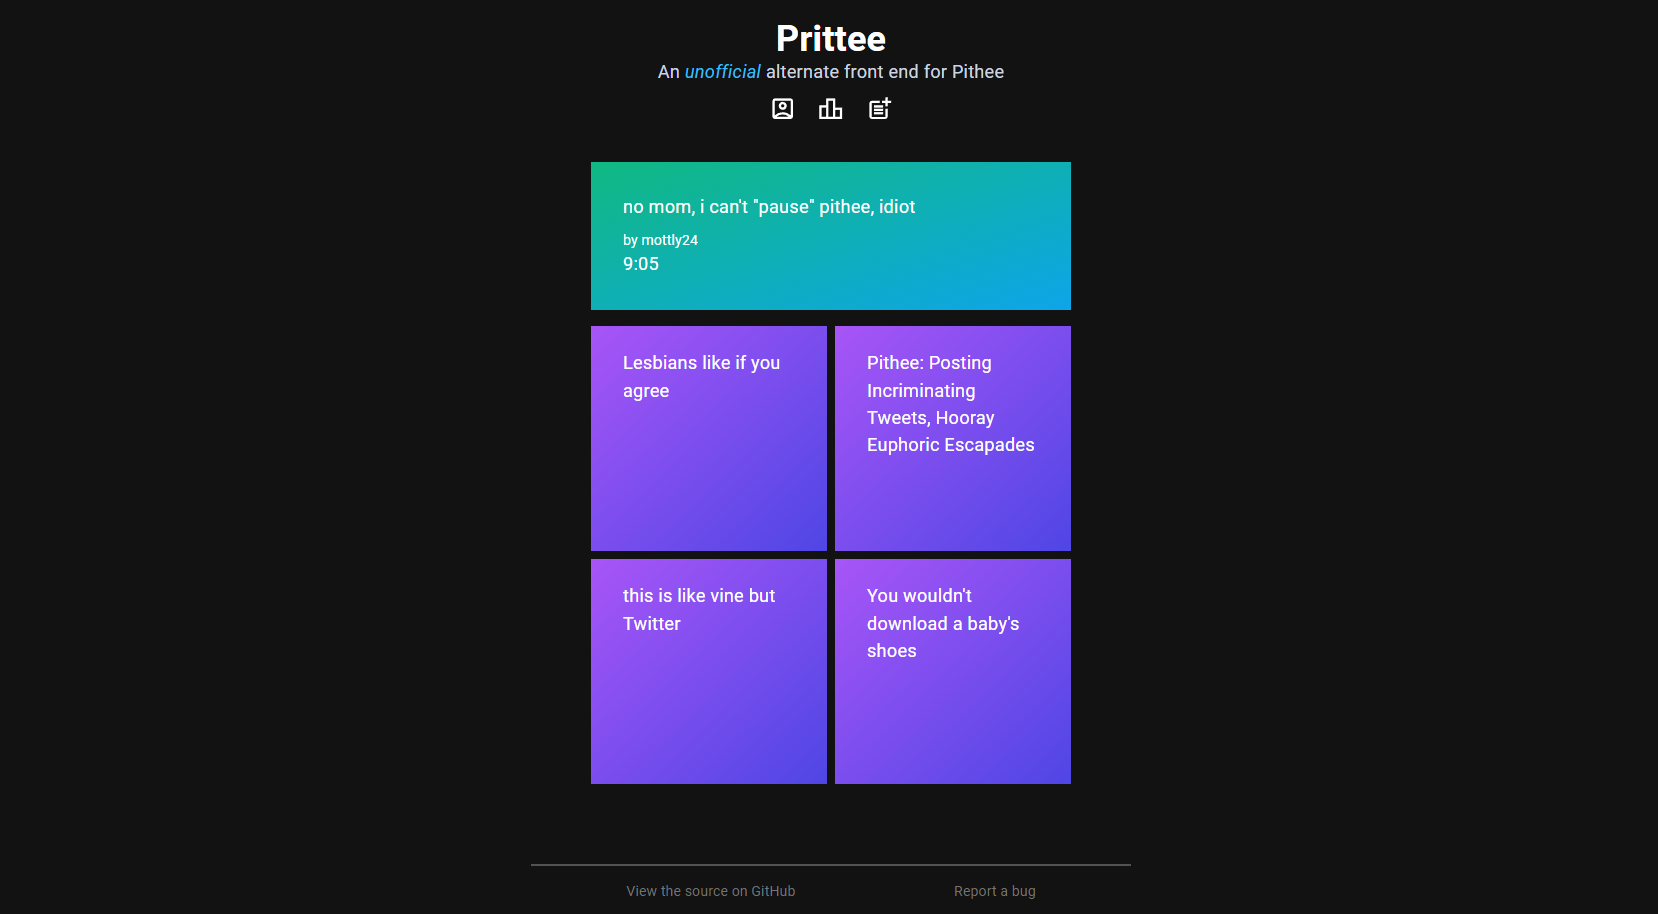 Prittee
An unofficial alternate front end for Pithee
no mom, i can't "pause" pithee, idiot
by mottly24
9:05
Lesbians like if you
agree
Pithee: Posting
Incriminating
Tweets, Hooray
Euphoric Escapades
this is like vine but
Twitter
You wouldn't
download a baby's
shoes
View the source on GitHub
Report a bug